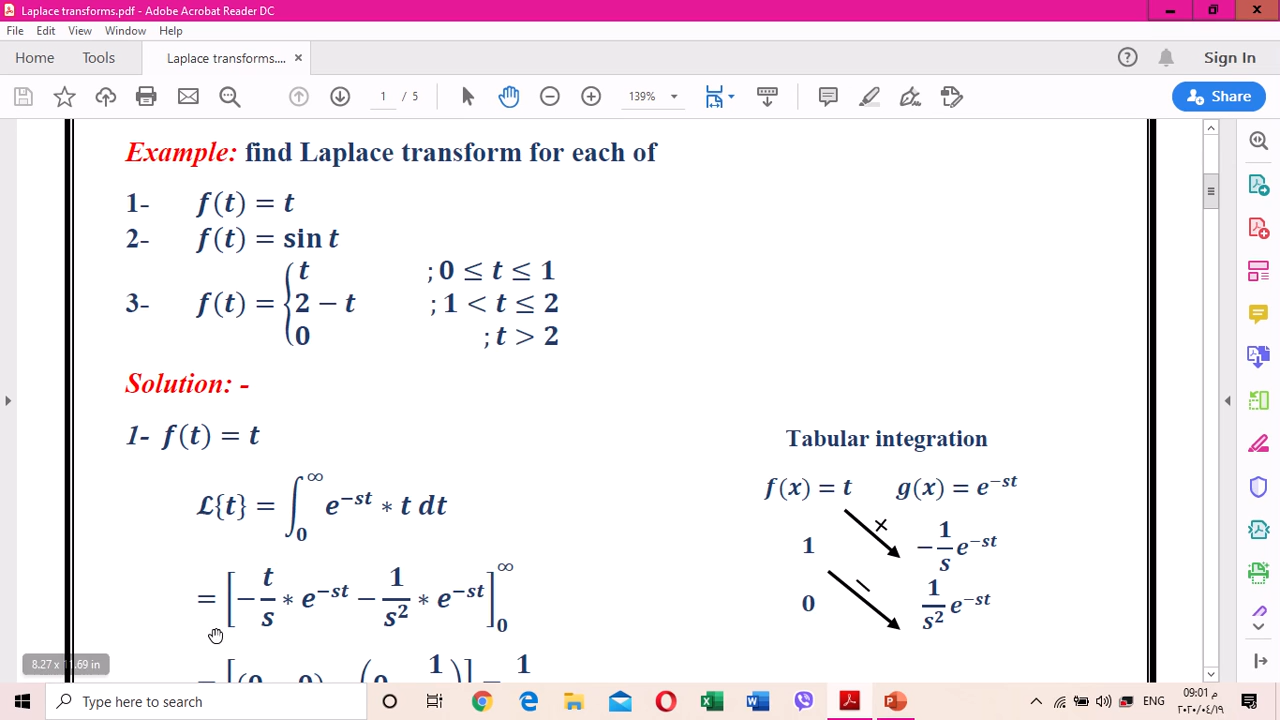 Laplace transforms.pdf - Adobe Acrobat Reader DC
File Edit View Window Help
Home Tools Laplace transforms.... × Sign In
1 / 5 139% Share
Example: find Laplace transform for each of
1- f(t) = t
2- f(t) = sin t
3- f(t) = { t ; 0 ≤ t ≤ 1
2 − t ; 1 < t ≤ 2
0 ; t > 2
Solution: -
1- f(t) = t
ℒ{t} = ∫₀^∞ e^{−st} * t dt
= [−t/s * e^{−st} − 1/s² * e^{−st}]₀^∞
Tabular integration
f(x) = t g(x) = e^{−st}
+
1 −1/s e^{−st}
−
0 1/s² e^{−st}
8.27 x 11.69 in
Type here to search
ENG
09:01 م
٢٠٢٠/٠٤/١٩